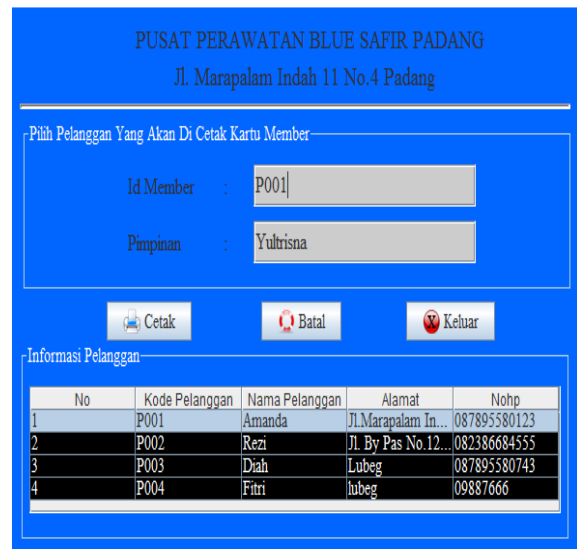 PUSAT PERAWATAN BLUE SAFIR PADANG
Jl. Marapalam Indah 11 No.4 Padang
Pilih Pelanggan Yang Akan Di Cetak Kartu Member
Id Member : P001
Pimpinan : Yultrisna
Cetak Batal Keluar
Informasi Pelanggan
No Kode Pelanggan Nama Pelanggan Alamat Nohp
1 P001 Amanda Jl.Marapalam In... 087895580123
2 P002 Rezi Jl. By Pas No.12... 082386684555
3 P003 Diah Lubeg 087895580743
4 P004 Fitri lubeg 09887666